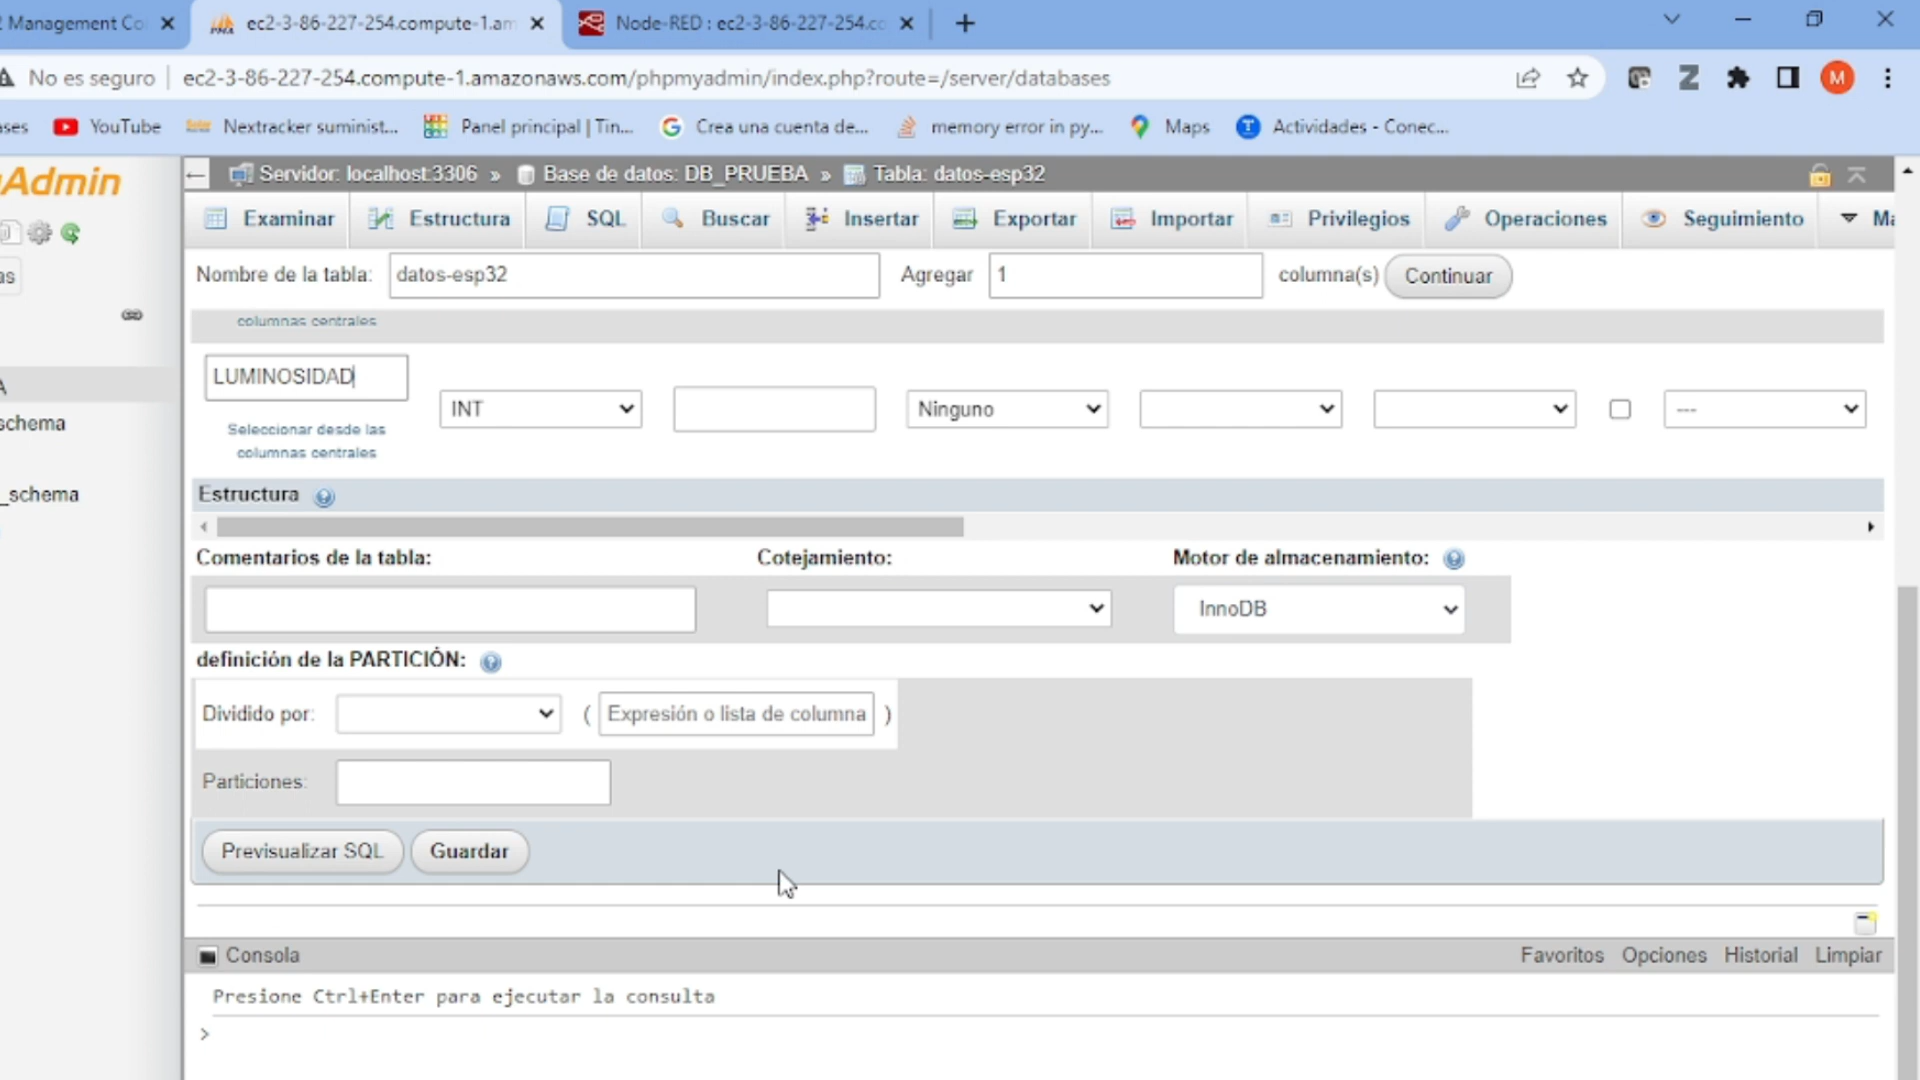 Management Co
ec2-3-86-227-254.compute-1.am
Node-RED : ec2-3-86-227-254.co
No es seguro
ec2-3-86-227-254.compute-1.amazonaws.com/phpmyadmin/index.php?route=/server/databases
M
ases
YouTube
Nextracker suminist...
Panel principal | Tin...
Crea una cuenta de...
memory error in py...
Maps
Actividades - Conec...
Admin
as
A
schema
_schema
Servidor: localhost:3306 » Base de datos: DB_PRUEBA » Tabla: datos-esp32
Examinar
Estructura
SQL
Buscar
Insertar
Exportar
Importar
Privilegios
Operaciones
Seguimiento
Má
Nombre de la tabla: datos-esp32 Agregar 1 columna(s) Continuar
columnas centrales
LUMINOSIDAD
INT
Ninguno
---
Seleccionar desde las
columnas centrales
Estructura
Comentarios de la tabla: Cotejamiento: Motor de almacenamiento:
InnoDB
definición de la PARTICIÓN:
Dividido por: ( Expresión o lista de columna )
Particiones:
Previsualizar SQL Guardar
Consola
Favoritos Opciones Historial Limpiar
Presione Ctrl+Enter para ejecutar la consulta
>